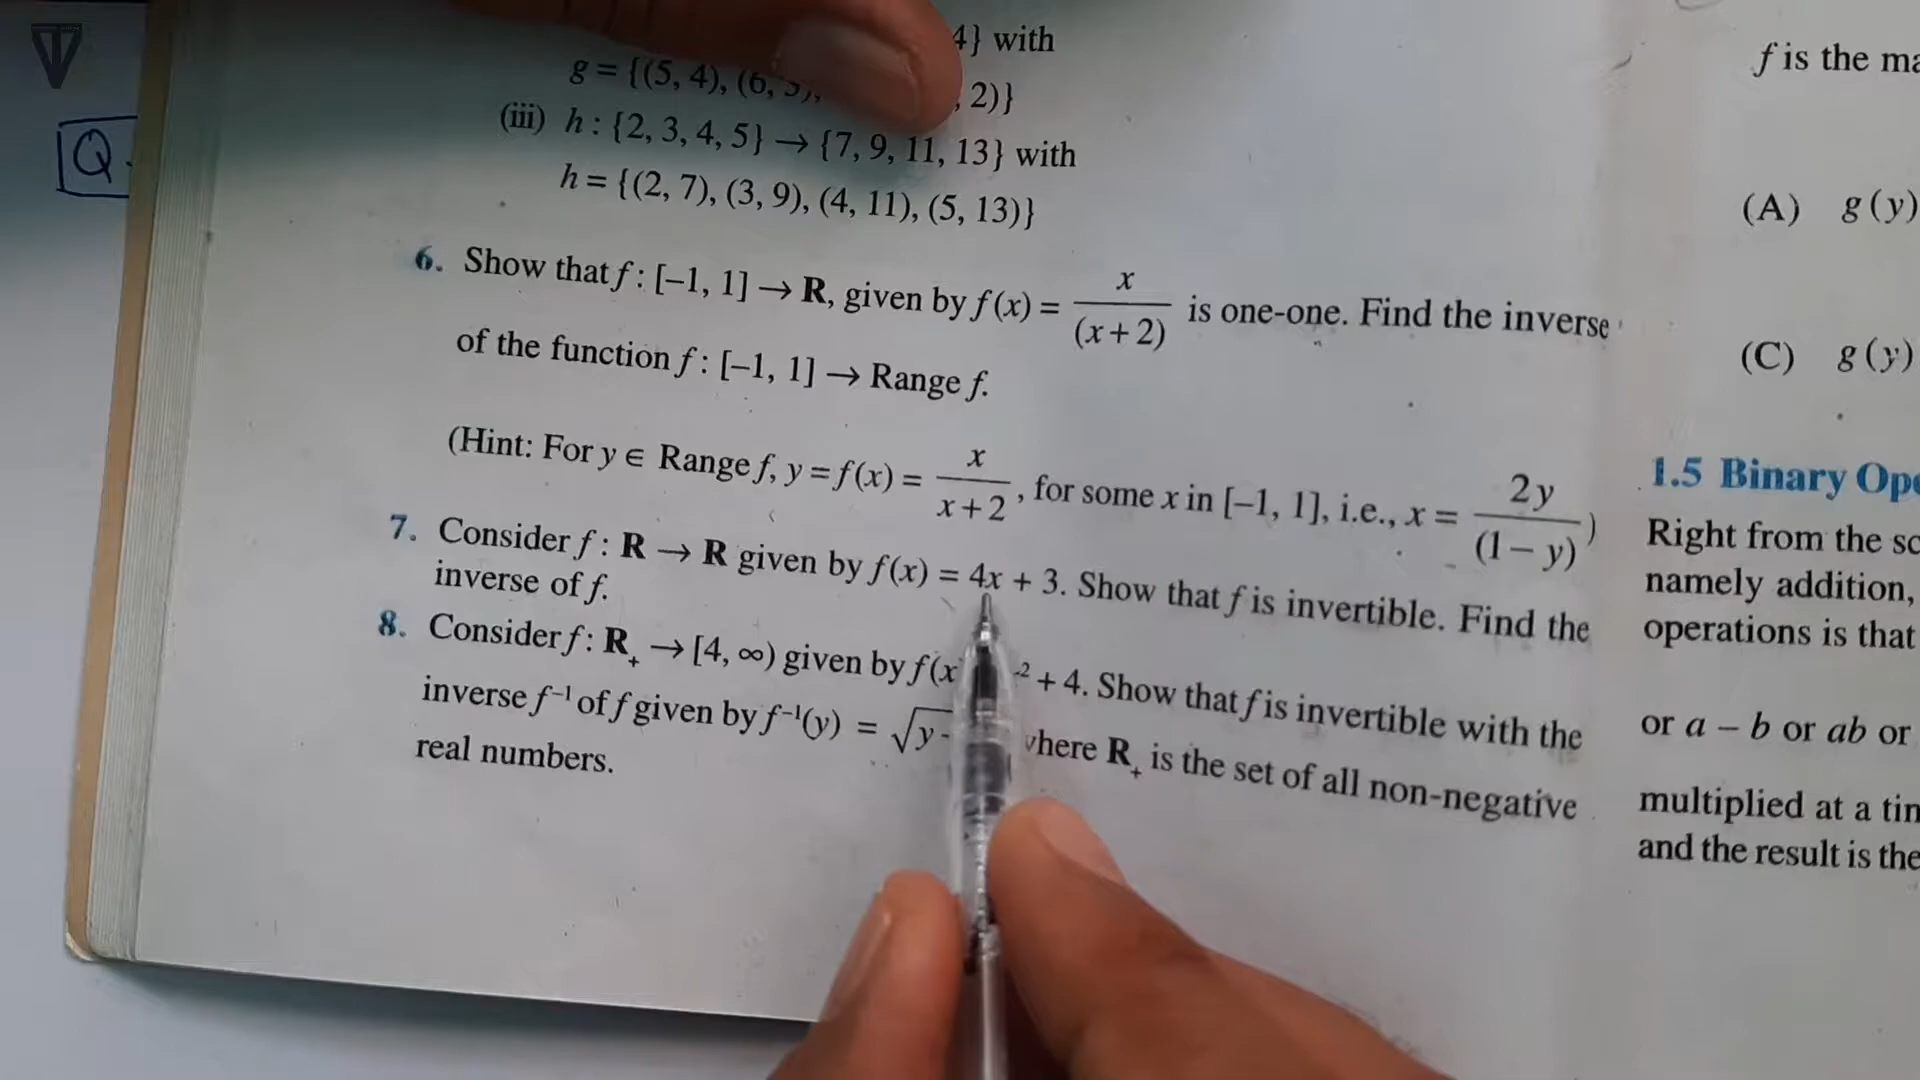 Q.
4} with
g = {(5, 4), (6, 3), , 2)}
(iii) h : {2, 3, 4, 5} → {7, 9, 11, 13} with
h = {(2, 7), (3, 9), (4, 11), (5, 13)}
6. Show that f : [–1, 1] → R, given by f(x) = x/(x + 2) is one-one. Find the inverse
of the function f : [–1, 1] → Range f.
(Hint: For y ∈ Range f, y = f(x) = x/(x + 2), for some x in [–1, 1], i.e., x = 2y/(1 – y))
7. Consider f : R → R given by f(x) = 4x + 3. Show that f is invertible. Find the
inverse of f.
8. Consider f : R₊ → [4, ∞) given by f(x ² + 4. Show that f is invertible with the
inverse f⁻¹ of f given by f⁻¹(y) = √y - where R₊ is the set of all non-negative
real numbers.
f is the
(A) g(y)
(C) g(y)
1.5 Binary
Right from the
namely addition,
operations is that
or a – b or ab or
multiplied at a
and the result is the